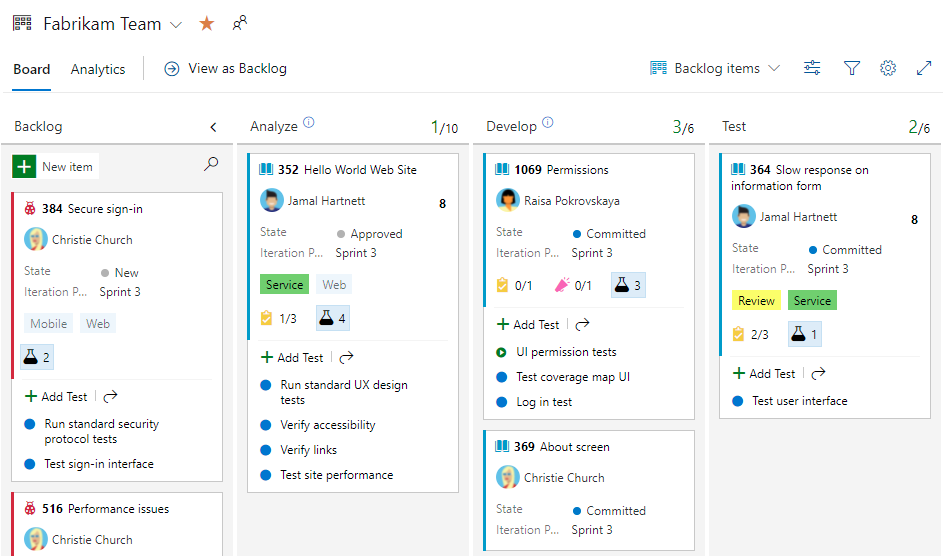 Fabrikam Team
Board Analytics View as Backlog Backlog items
Backlog
New item
384 Secure sign-in
Christie Church
State New
Iteration P... Sprint 3
Mobile Web
2
Add Test
Run standard security
protocol tests
Test sign-in interface
516 Performance issues
Christie Church
Analyze 1/10
352 Hello World Web Site
Jamal Hartnett 8
State Approved
Iteration P... Sprint 3
Service Web
1/3 4
Add Test
Run standard UX design
tests
Verify accessibility
Verify links
Test site performance
Develop 3/6
1069 Permissions
Raisa Pokrovskaya
State Committed
Iteration P... Sprint 3
0/1 0/1 3
Add Test
UI permission tests
Test coverage map UI
Log in test
369 About screen
Christie Church
State Committed
Iteration P... Sprint 3
Test 2/6
364 Slow response on
information form
Jamal Hartnett 8
State Committed
Iteration P... Sprint 3
Review Service
2/3 1
Add Test
Test user interface